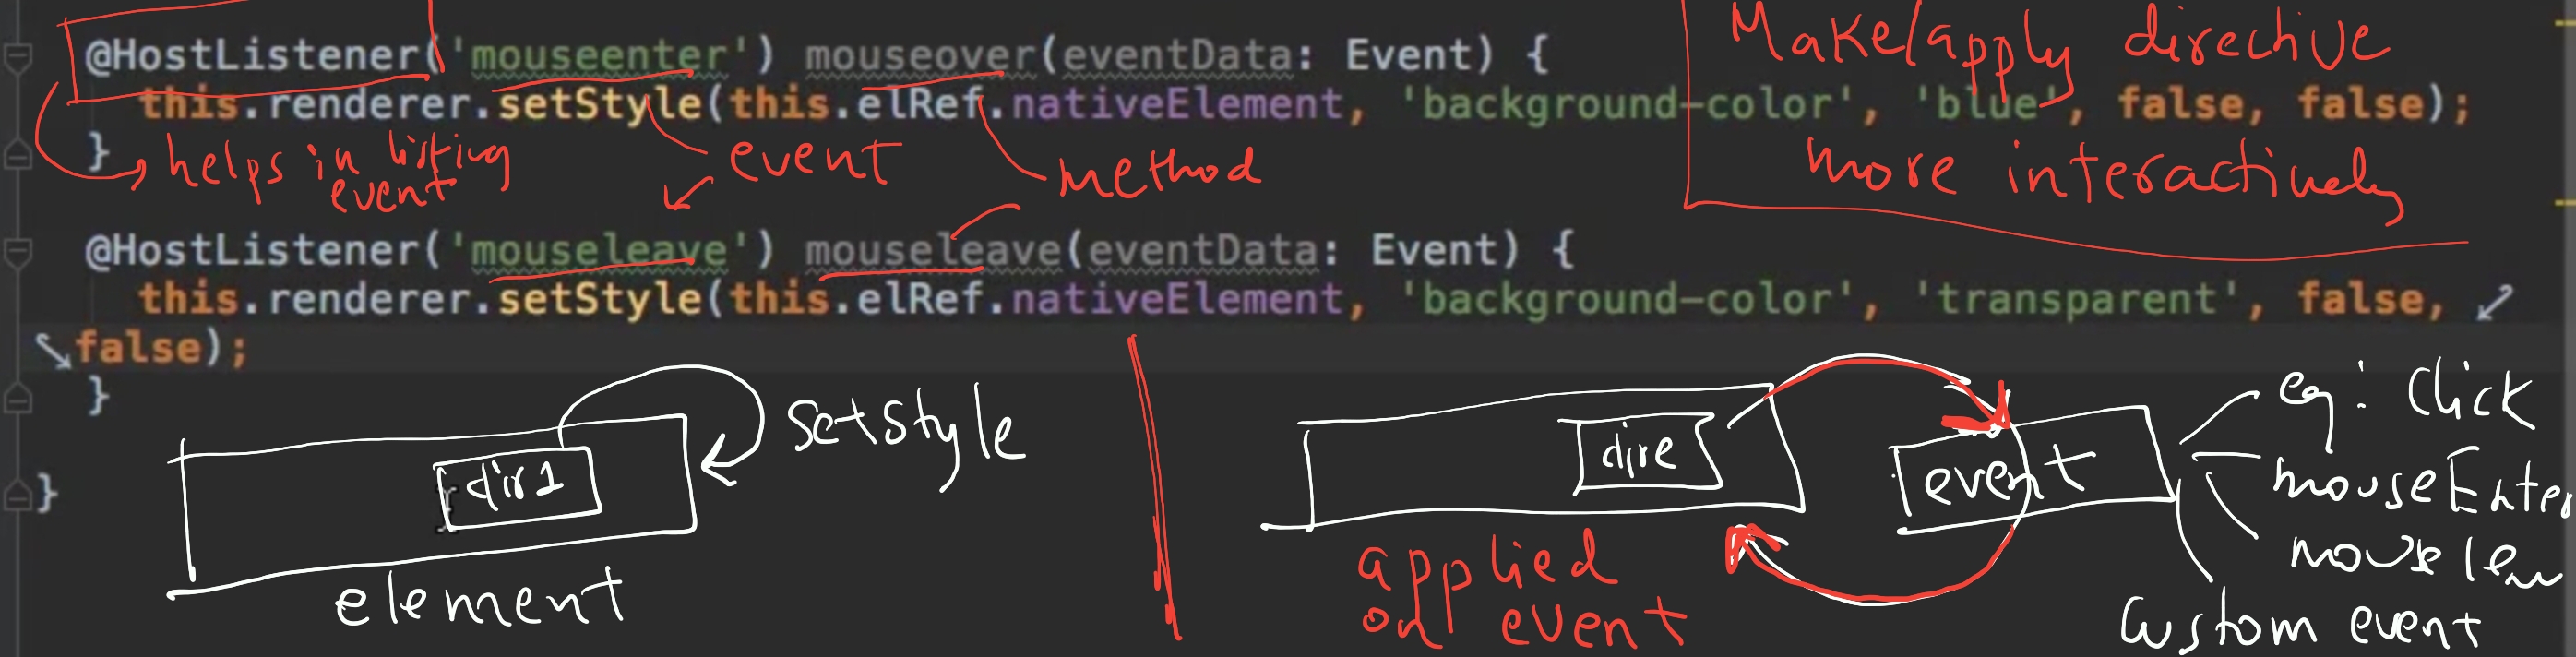 @HostListener('mouseenter') mouseover(eventData: Event) {
this.renderer.setStyle(this.elRef.nativeElement, 'background-color', 'blue', false, false);
}
Make/apply directive
more interactively
helps in listing
event
event
method
@HostListener('mouseleave') mouseleave(eventData: Event) {
this.renderer.setStyle(this.elRef.nativeElement, 'background-color', 'transparent', false,
false);
}
}
setstyle
dir1
element
dire
event
applied
on event
eg: Click
mouseEnter
Custom event